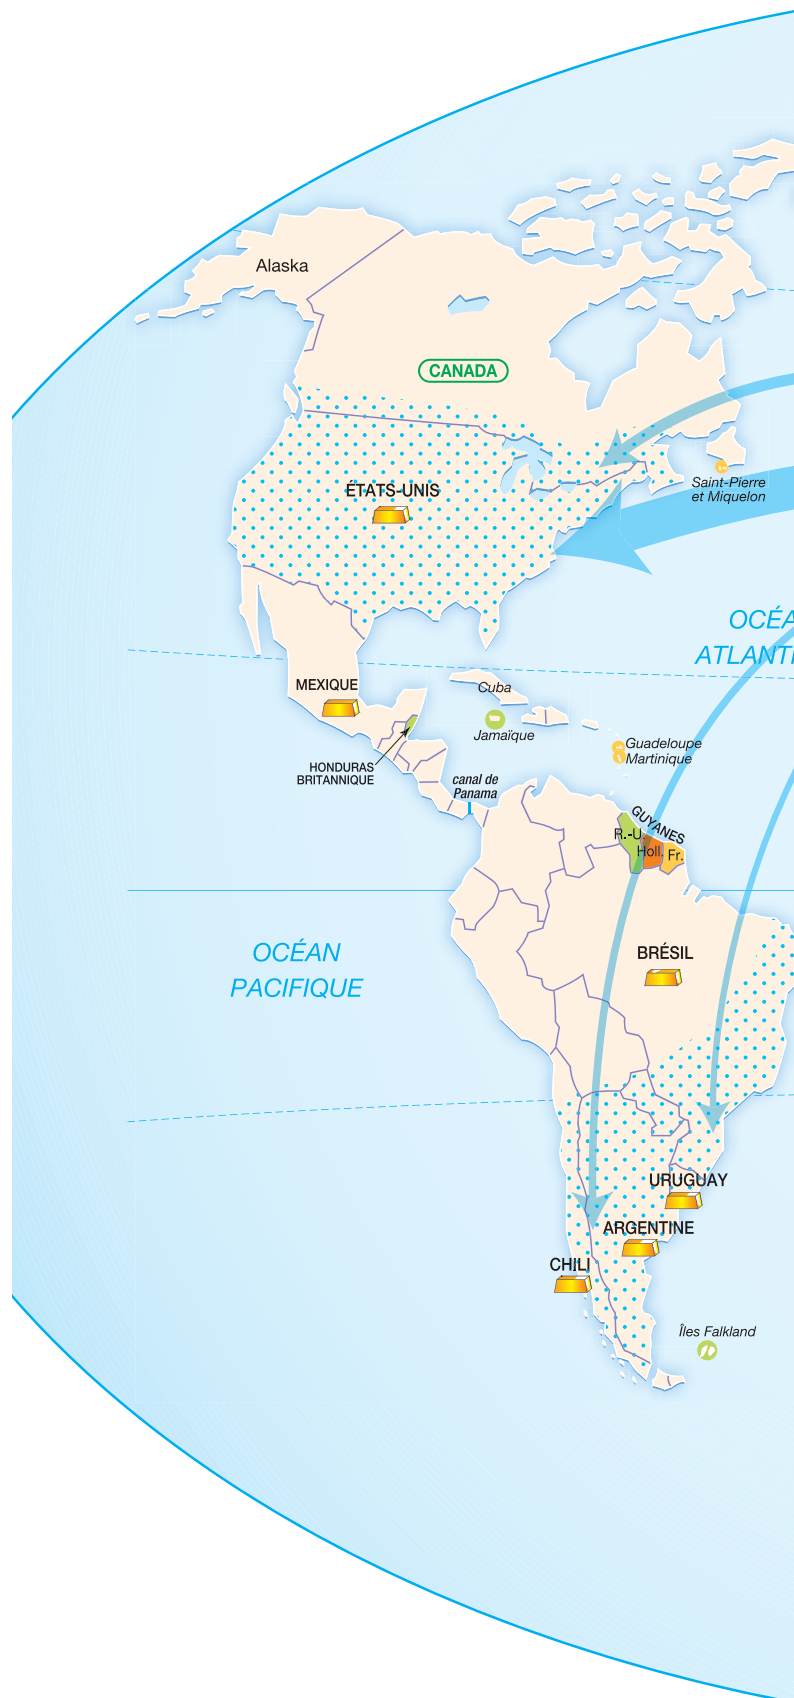 Alaska
CANADA
ÉTATS-UNIS
Saint-Pierre
et Miquelon
OCÉA
ATLANTI
MEXIQUE
Cuba
Jamaïque
HONDURAS
BRITANNIQUE
Guadeloupe
Martinique
canal de
Panama
GUYANES
R.-U.
Holl.
Fr.
OCÉAN
PACIFIQUE
BRÉSIL
URUGUAY
ARGENTINE
CHILI
Îles Falkland